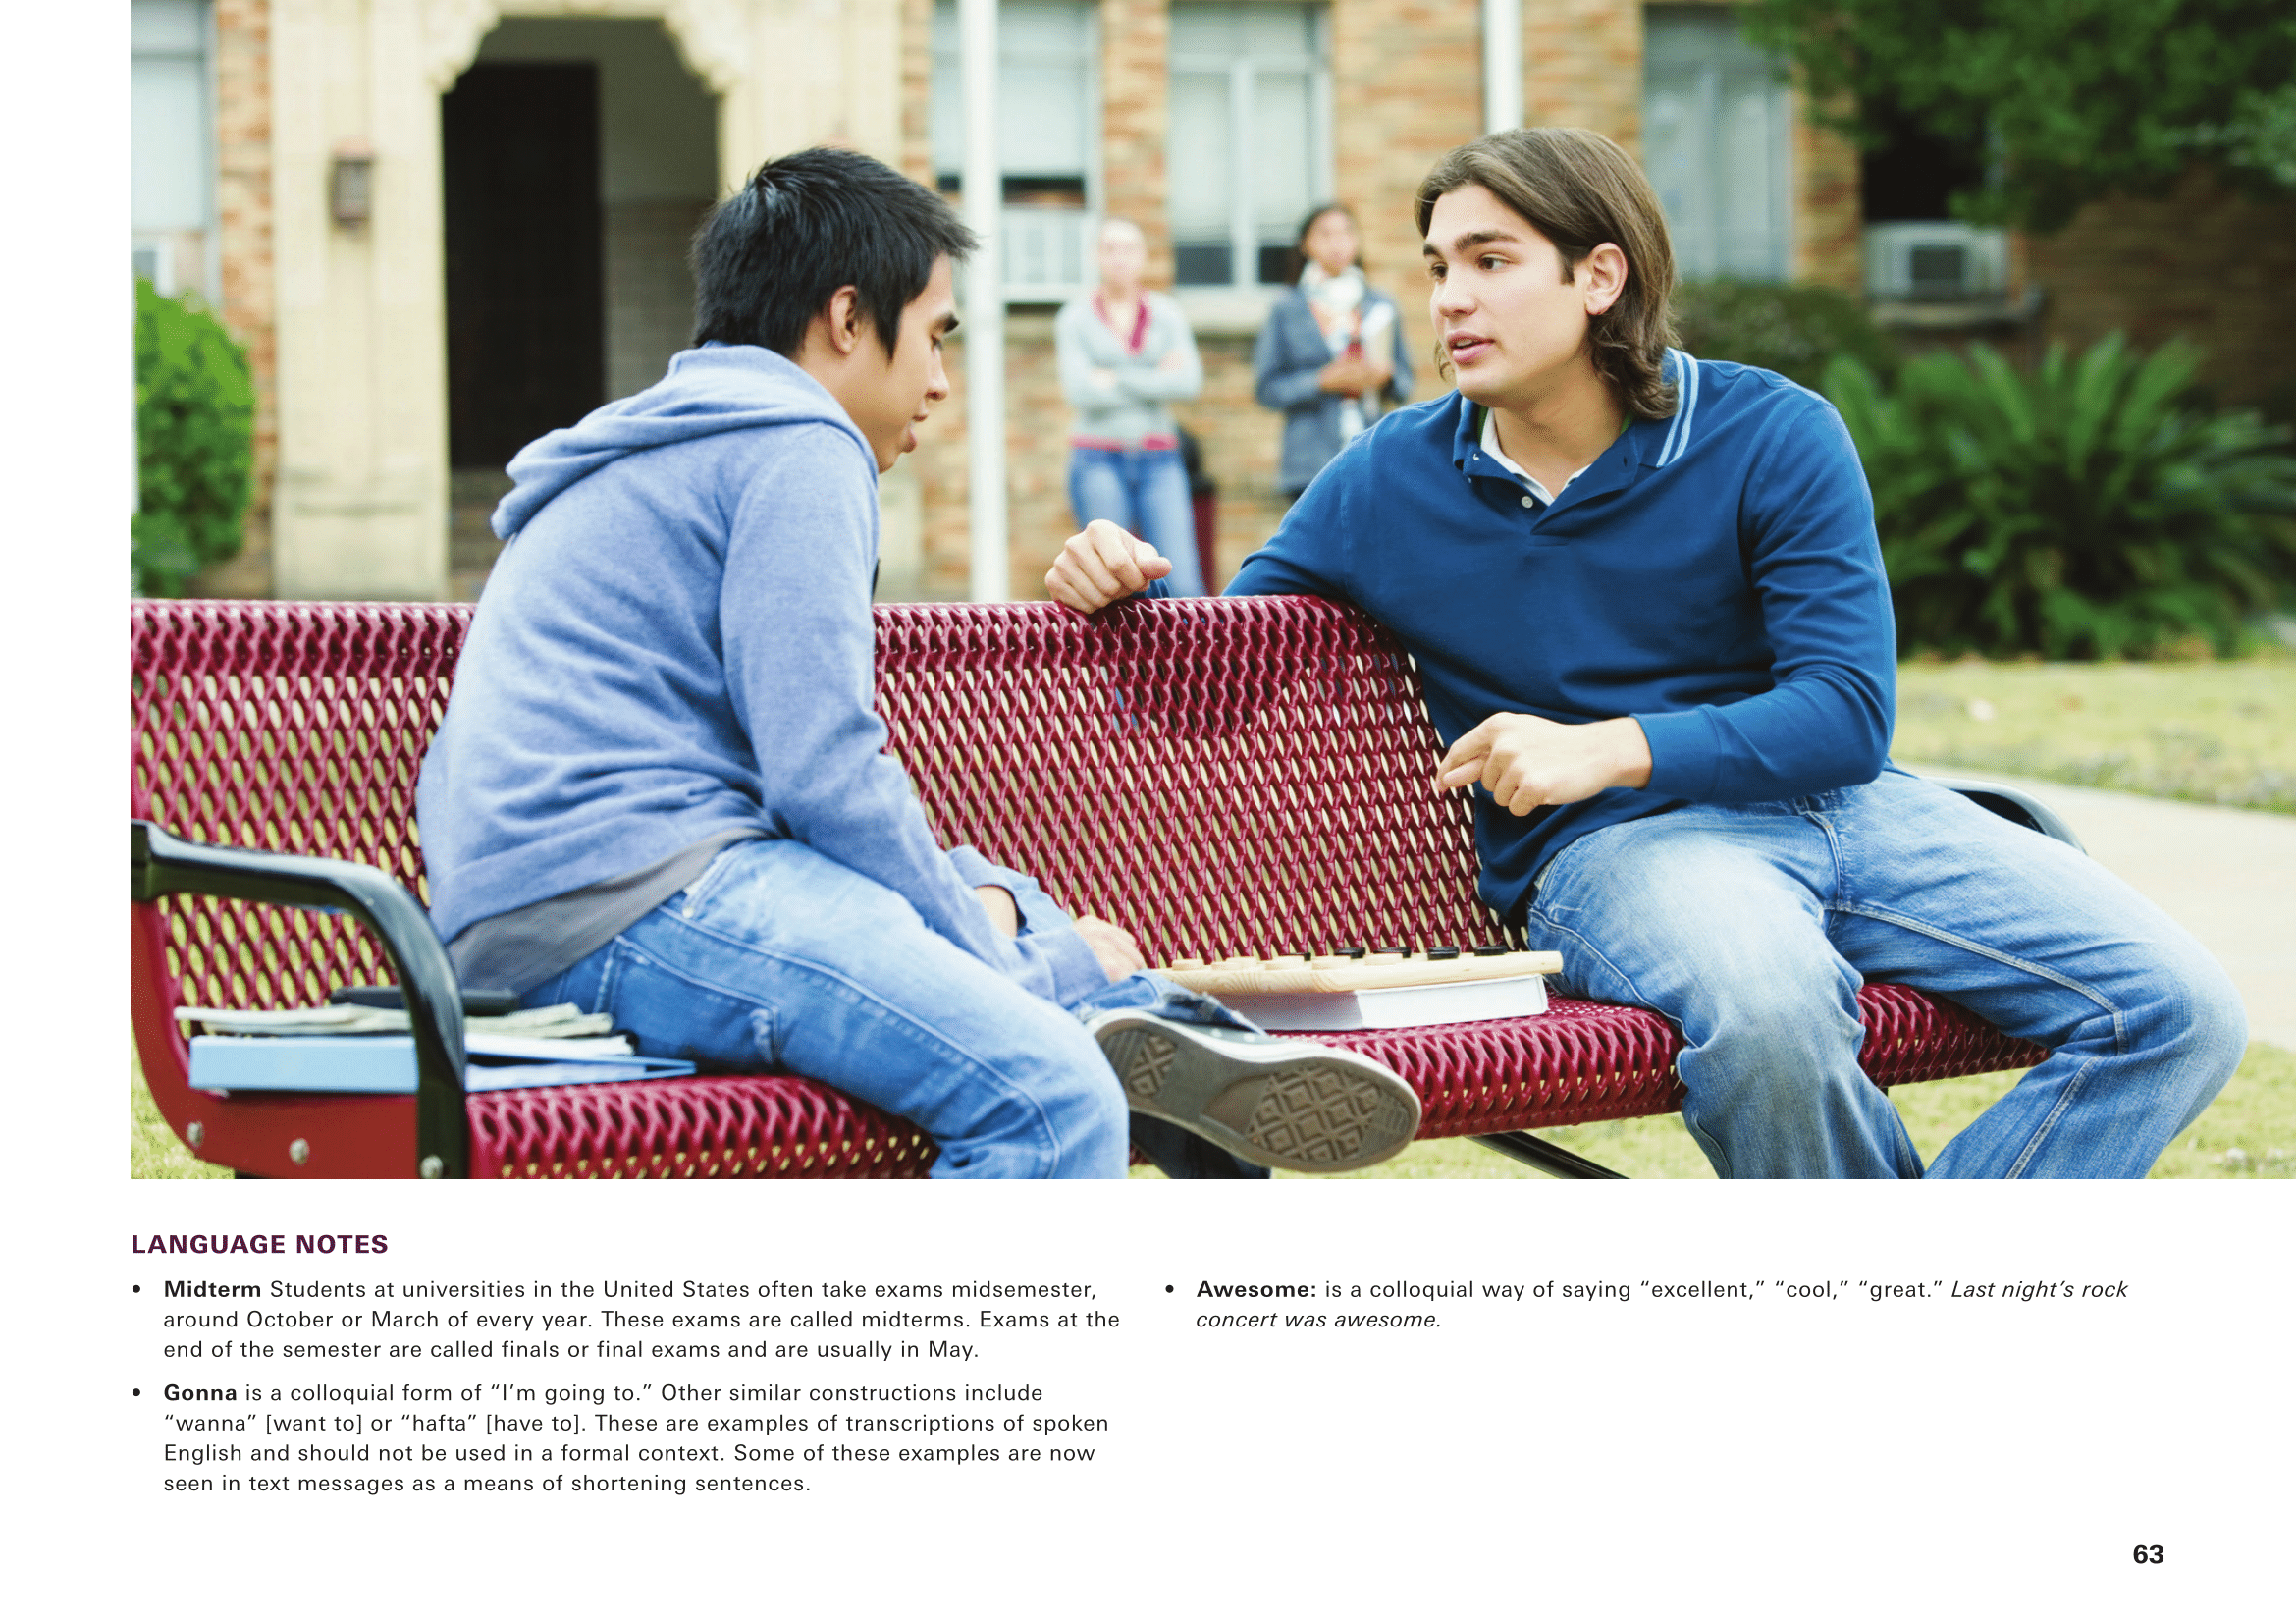 LANGUAGE NOTES
• Midterm Students at universities in the United States often take exams midsemester,
around October or March of every year. These exams are called midterms. Exams at the
end of the semester are called finals or final exams and are usually in May.
• Gonna is a colloquial form of “I’m going to.” Other similar constructions include
“wanna” [want to] or “hafta” [have to]. These are examples of transcriptions of spoken
English and should not be used in a formal context. Some of these examples are now
seen in text messages as a means of shortening sentences.
• Awesome: is a colloquial way of saying “excellent,” “cool,” “great.” Last night’s rock
concert was awesome.
63